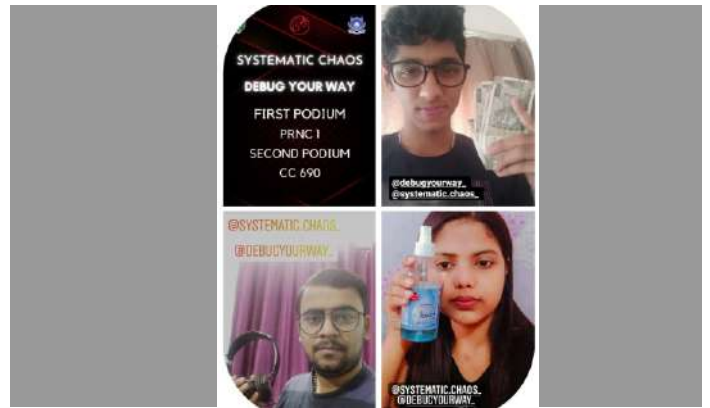 SYSTEMATIC CHAOS
DEBUG YOUR WAY
FIRST PODIUM
PRNC 1
SECOND PODIUM
CC 690
@debugyourway_
@systematic.chaos_
@SYSTEMATIC.CHAOS_
@DEBUGYOURWAY_
@SYSTEMATIC.CHAOS_
@DEBUGYOURWAY_